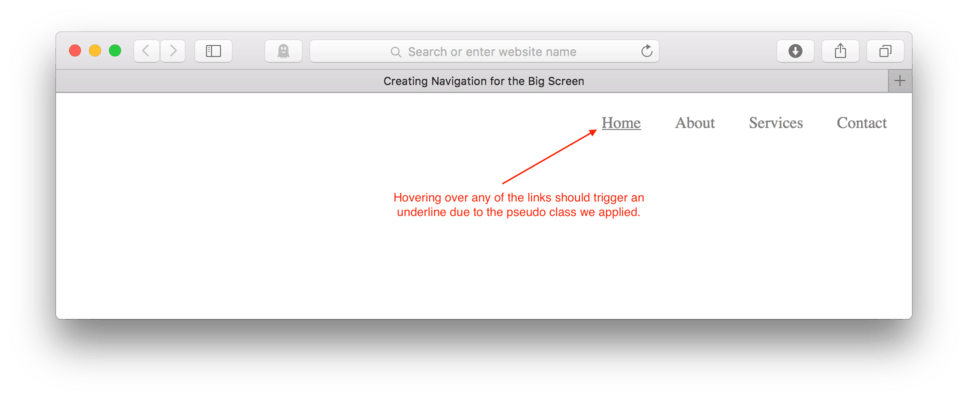 Search or enter website name
Creating Navigation for the Big Screen
Home About Services Contact
Hovering over any of the links should trigger an
underline due to the pseudo class we applied.